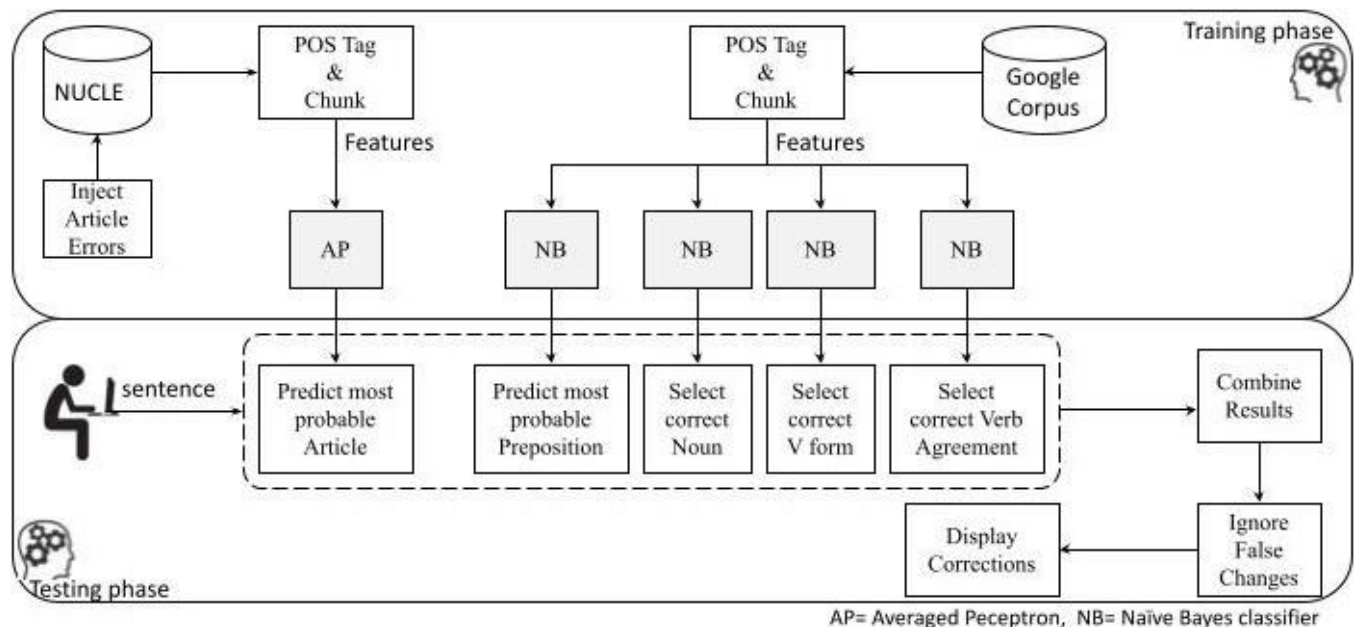 Training phase
NUCLE
POS Tag
&
Chunk
POS Tag
&
Chunk
Google
Corpus
Features
Features
Inject
Article
Errors
AP
NB
NB
NB
NB
sentence
Predict most
probable
Article
Predict most
probable
Preposition
Select
correct
Noun
Select
correct
V form
Select
correct Verb
Agreement
Combine
Results
Display
Corrections
Ignore
False
Changes
Testing phase
AP= Averaged Peceptron, NB= Naïve Bayes classifier